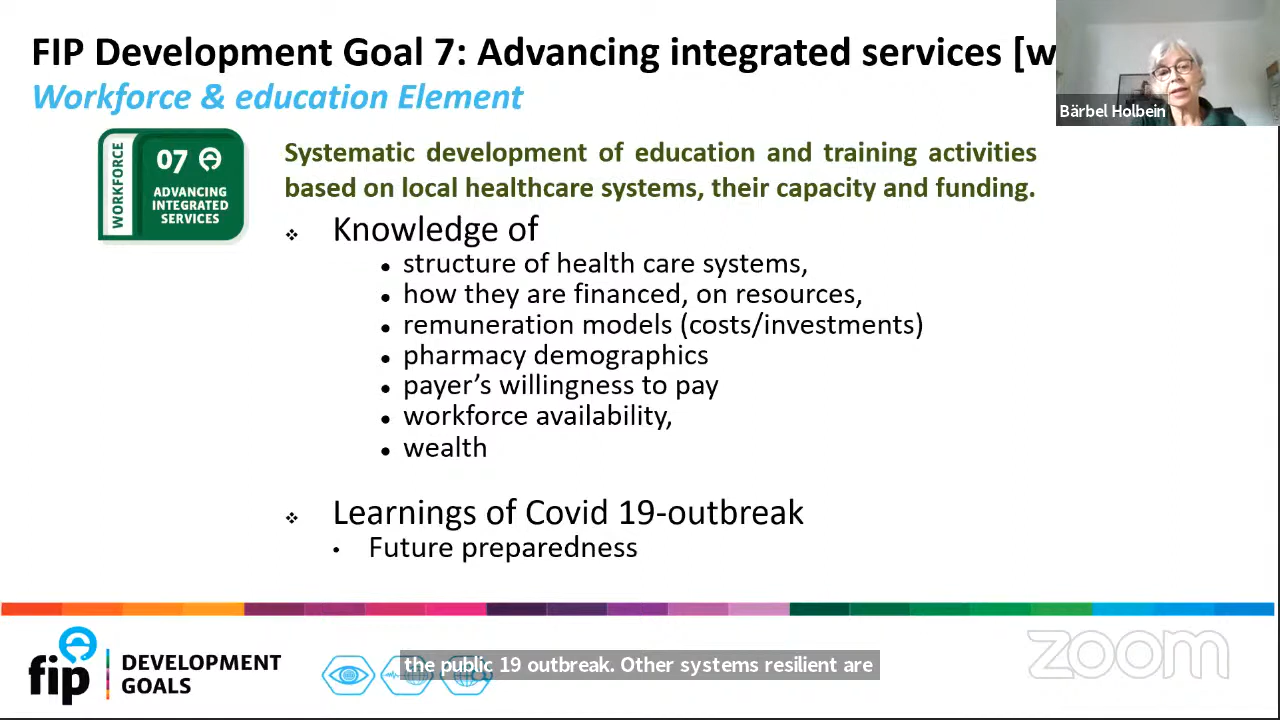 FIP Development Goal 7: Advancing integrated services [w
Workforce & education Element
Bärbel Holbein
WORKFORCE
07
ADVANCING
INTEGRATED
SERVICES
Systematic development of education and training activities
based on local healthcare systems, their capacity and funding.
Knowledge of
structure of health care systems,
how they are financed, on resources,
remuneration models (costs/investments)
pharmacy demographics
payer’s willingness to pay
workforce availability,
wealth
Learnings of Covid 19-outbreak
Future preparedness
fip
DEVELOPMENT
GOALS
the public 19 outbreak. Other systems resilient are
zoom